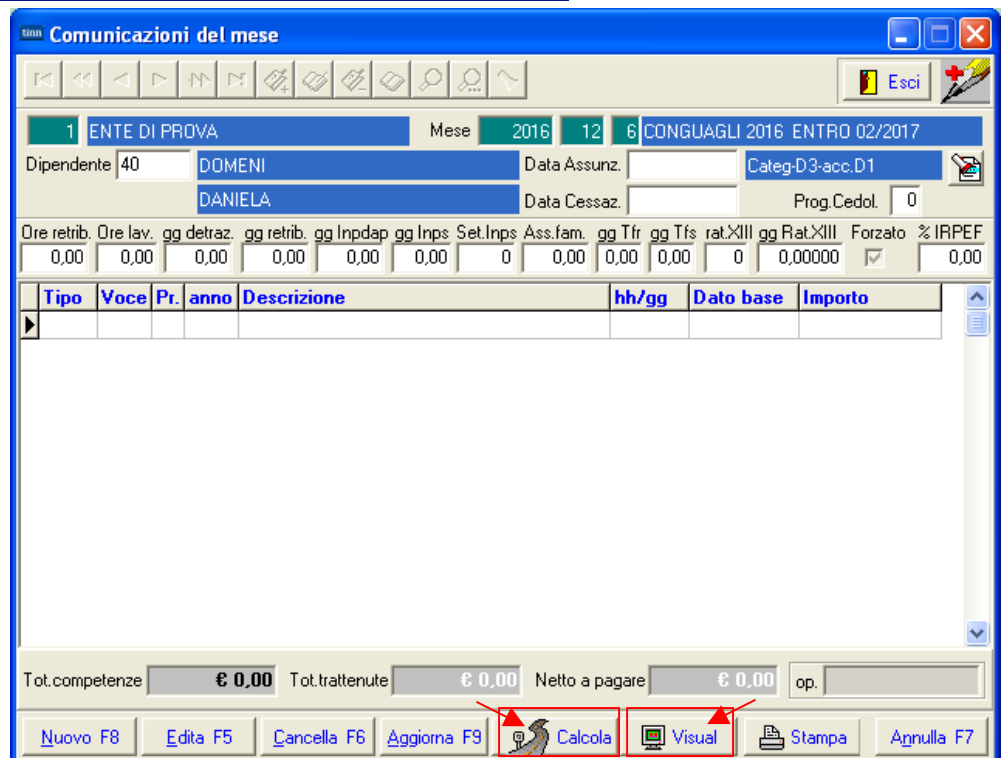 tinn Comunicazioni del mese
Esci
1 ENTE DI PROVA Mese 2016 12 6 CONGUAGLI 2016 ENTRO 02/2017
Dipendente 40 DOMENI Data Assunz. Categ-D3-acc.D1
DANIELA Data Cessaz. Prog.Cedol. 0
Ore retrib. Ore lav. gg detraz. gg retrib. gg Inpdap gg Inps Set.Inps Ass.fam. gg Tfr gg Tfs rat.XIII gg Rat.XIII Forzato % IRPEF
0,00 0,00 0,00 0,00 0,00 0,00 0 0,00 0,00 0,00 0 0,00000 0,00
Tipo Voce Pr. anno Descrizione hh/gg Dato base Importo
Tot.competenze € 0,00 Tot.trattenute € 0,00 Netto a pagare € 0,00 op.
Nuovo F8 Edita F5 Cancella F6 Aggiorna F9 Calcola Visual Stampa Annulla F7